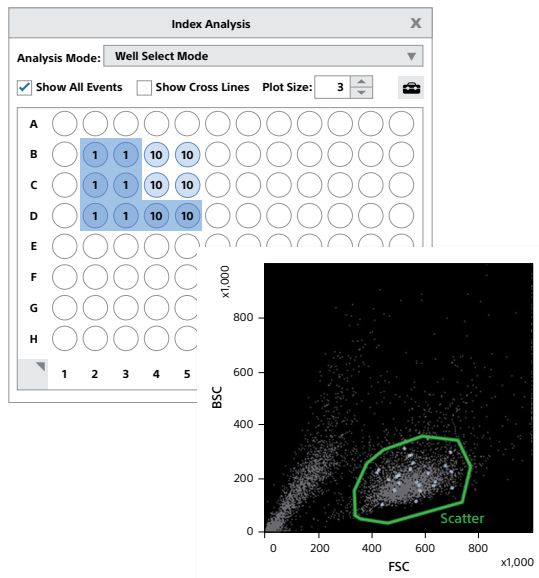 Index Analysis X
Analysis Mode: Well Select Mode
Show All Events Show Cross Lines Plot Size: 3
A
B 1 1 10 10
C 1 1 10 10
D 1 1 10 10
E
F
G
H
1 2 3 4 5
x1,000
800
600
400
200
0
BSC
Scatter
0 200 400 600 800
FSC x1,000